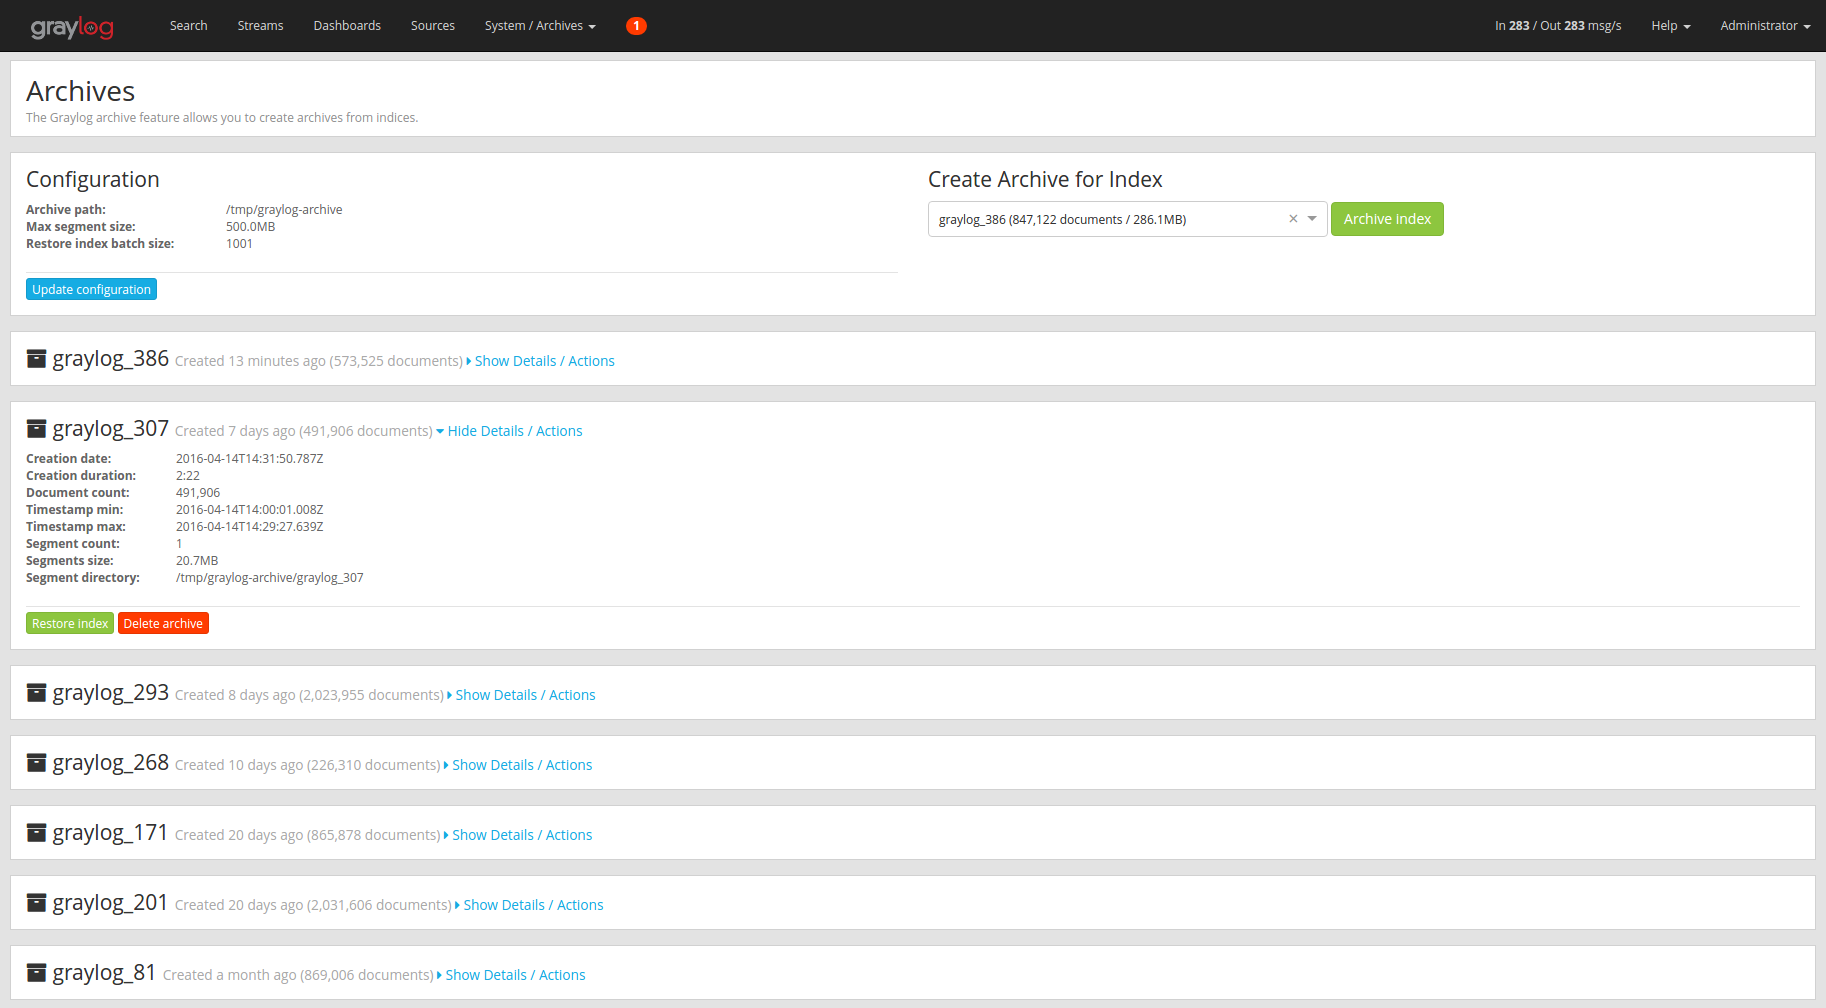 graylog Search Streams Dashboards Sources System / Archives 1 In 283 / Out 283 msg/s Help Administrator
Archives
The Graylog archive feature allows you to create archives from indices.
Configuration
Archive path: /tmp/graylog-archive
Max segment size: 500.0MB
Restore index batch size: 1001
Update configuration
Create Archive for Index
graylog_386 (847,122 documents / 286.1MB) × Archive index
graylog_386 Created 13 minutes ago (573,525 documents) Show Details / Actions
graylog_307 Created 7 days ago (491,906 documents) Hide Details / Actions
Creation date: 2016-04-14T14:31:50.787Z
Creation duration: 2:22
Document count: 491,906
Timestamp min: 2016-04-14T14:00:01.008Z
Timestamp max: 2016-04-14T14:29:27.639Z
Segment count: 1
Segments size: 20.7MB
Segment directory: /tmp/graylog-archive/graylog_307
Restore index Delete archive
graylog_293 Created 8 days ago (2,023,955 documents) Show Details / Actions
graylog_268 Created 10 days ago (226,310 documents) Show Details / Actions
graylog_171 Created 20 days ago (865,878 documents) Show Details / Actions
graylog_201 Created 20 days ago (2,031,606 documents) Show Details / Actions
graylog_81 Created a month ago (869,006 documents) Show Details / Actions